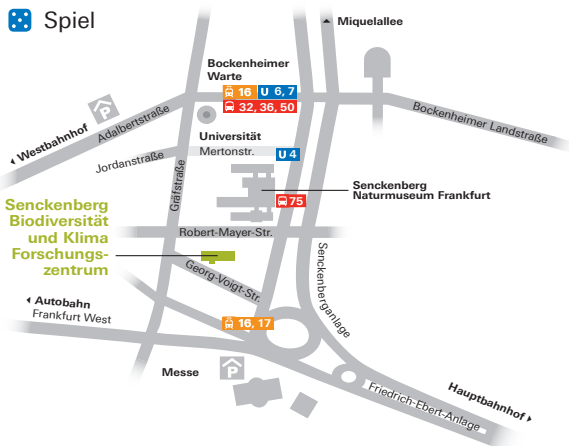 Spiel
Miquelallee
Bockenheimer
Warte
16 U 6, 7
32, 36, 50
P
Bockenheimer Landstraße
Westbahnhof
Adalbertstraße
Universität
Mertonstr.
U 4
Jordanstraße
Gräfstraße
Senckenberg
Naturmuseum Frankfurt
75
Senckenberg
Biodiversität
und Klima
Forschungs-
zentrum
Robert-Mayer-Str.
Georg-Voigt-Str.
Senckenberganlage
Autobahn
Frankfurt West
16, 17
Messe
P
Friedrich-Ebert-Anlage
Hauptbahnhof